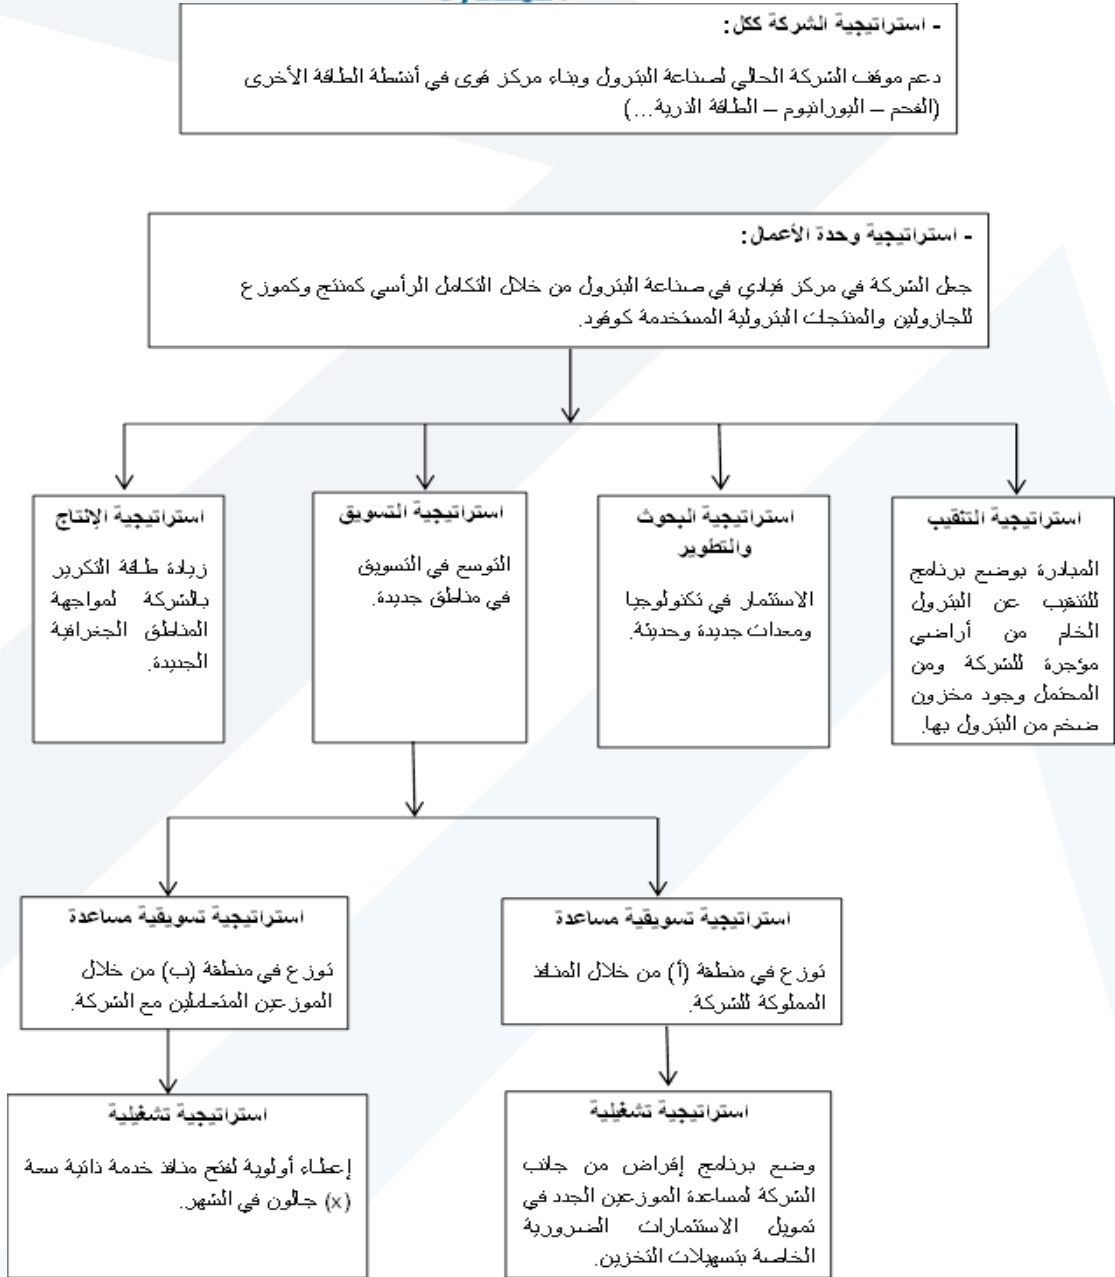 - استراتيجية الشركة ككل:
دعم موقف الشركة الحالي لصناعة البترول وبناء مركز قوى في أنشطة الطاقة الأخرى
(الفحم – اليورانيوم – الطاقة الذرية...)
- استراتيجية وحدة الأعمال:
جعل الشركة في مركز قيادي في صناعة البترول من خلال التكامل الرأسي كمنتج وكموزع
للجازولين والمنتجات البترولية المستخدمة كوقود.
استراتيجية التنقيب
المبادرة بوضع برنامج
للتنقيب عن البترول
الخام من أراضي
مؤجرة للشركة ومن
المحتمل وجود مخزون
ضخم من البترول بها.
استراتيجية البحوث
والتطوير
الاستثمار في تكنولوجيا
ومعدات جديدة وحديثة.
استراتيجية التسويق
التوسع في التسويق
في مناطق جديدة.
استراتيجية الإنتاج
زيادة طاقة التكرير
بالشركة لمواجهة
المناطق الجغرافية
الجديدة.
استراتيجية تسويقية مساعدة
توزع في منطقة (أ) من خلال المنافذ
المملوكة للشركة.
استراتيجية تسويقية مساعدة
توزع في منطقة (ب) من خلال
الموزعين المتعاملين مع الشركة.
استراتيجية تشغيلية
وضع برنامج إقراض من جانب
الشركة لمساعدة الموزعين الجدد في
تمويل الاستثمارات الضرورية
الخاصة بتسهيلات التخزين.
استراتيجية تشغيلية
إعطاء أولوية لفتح منافذ خدمة ذاتية سعة
(x) جالون في الشهر.